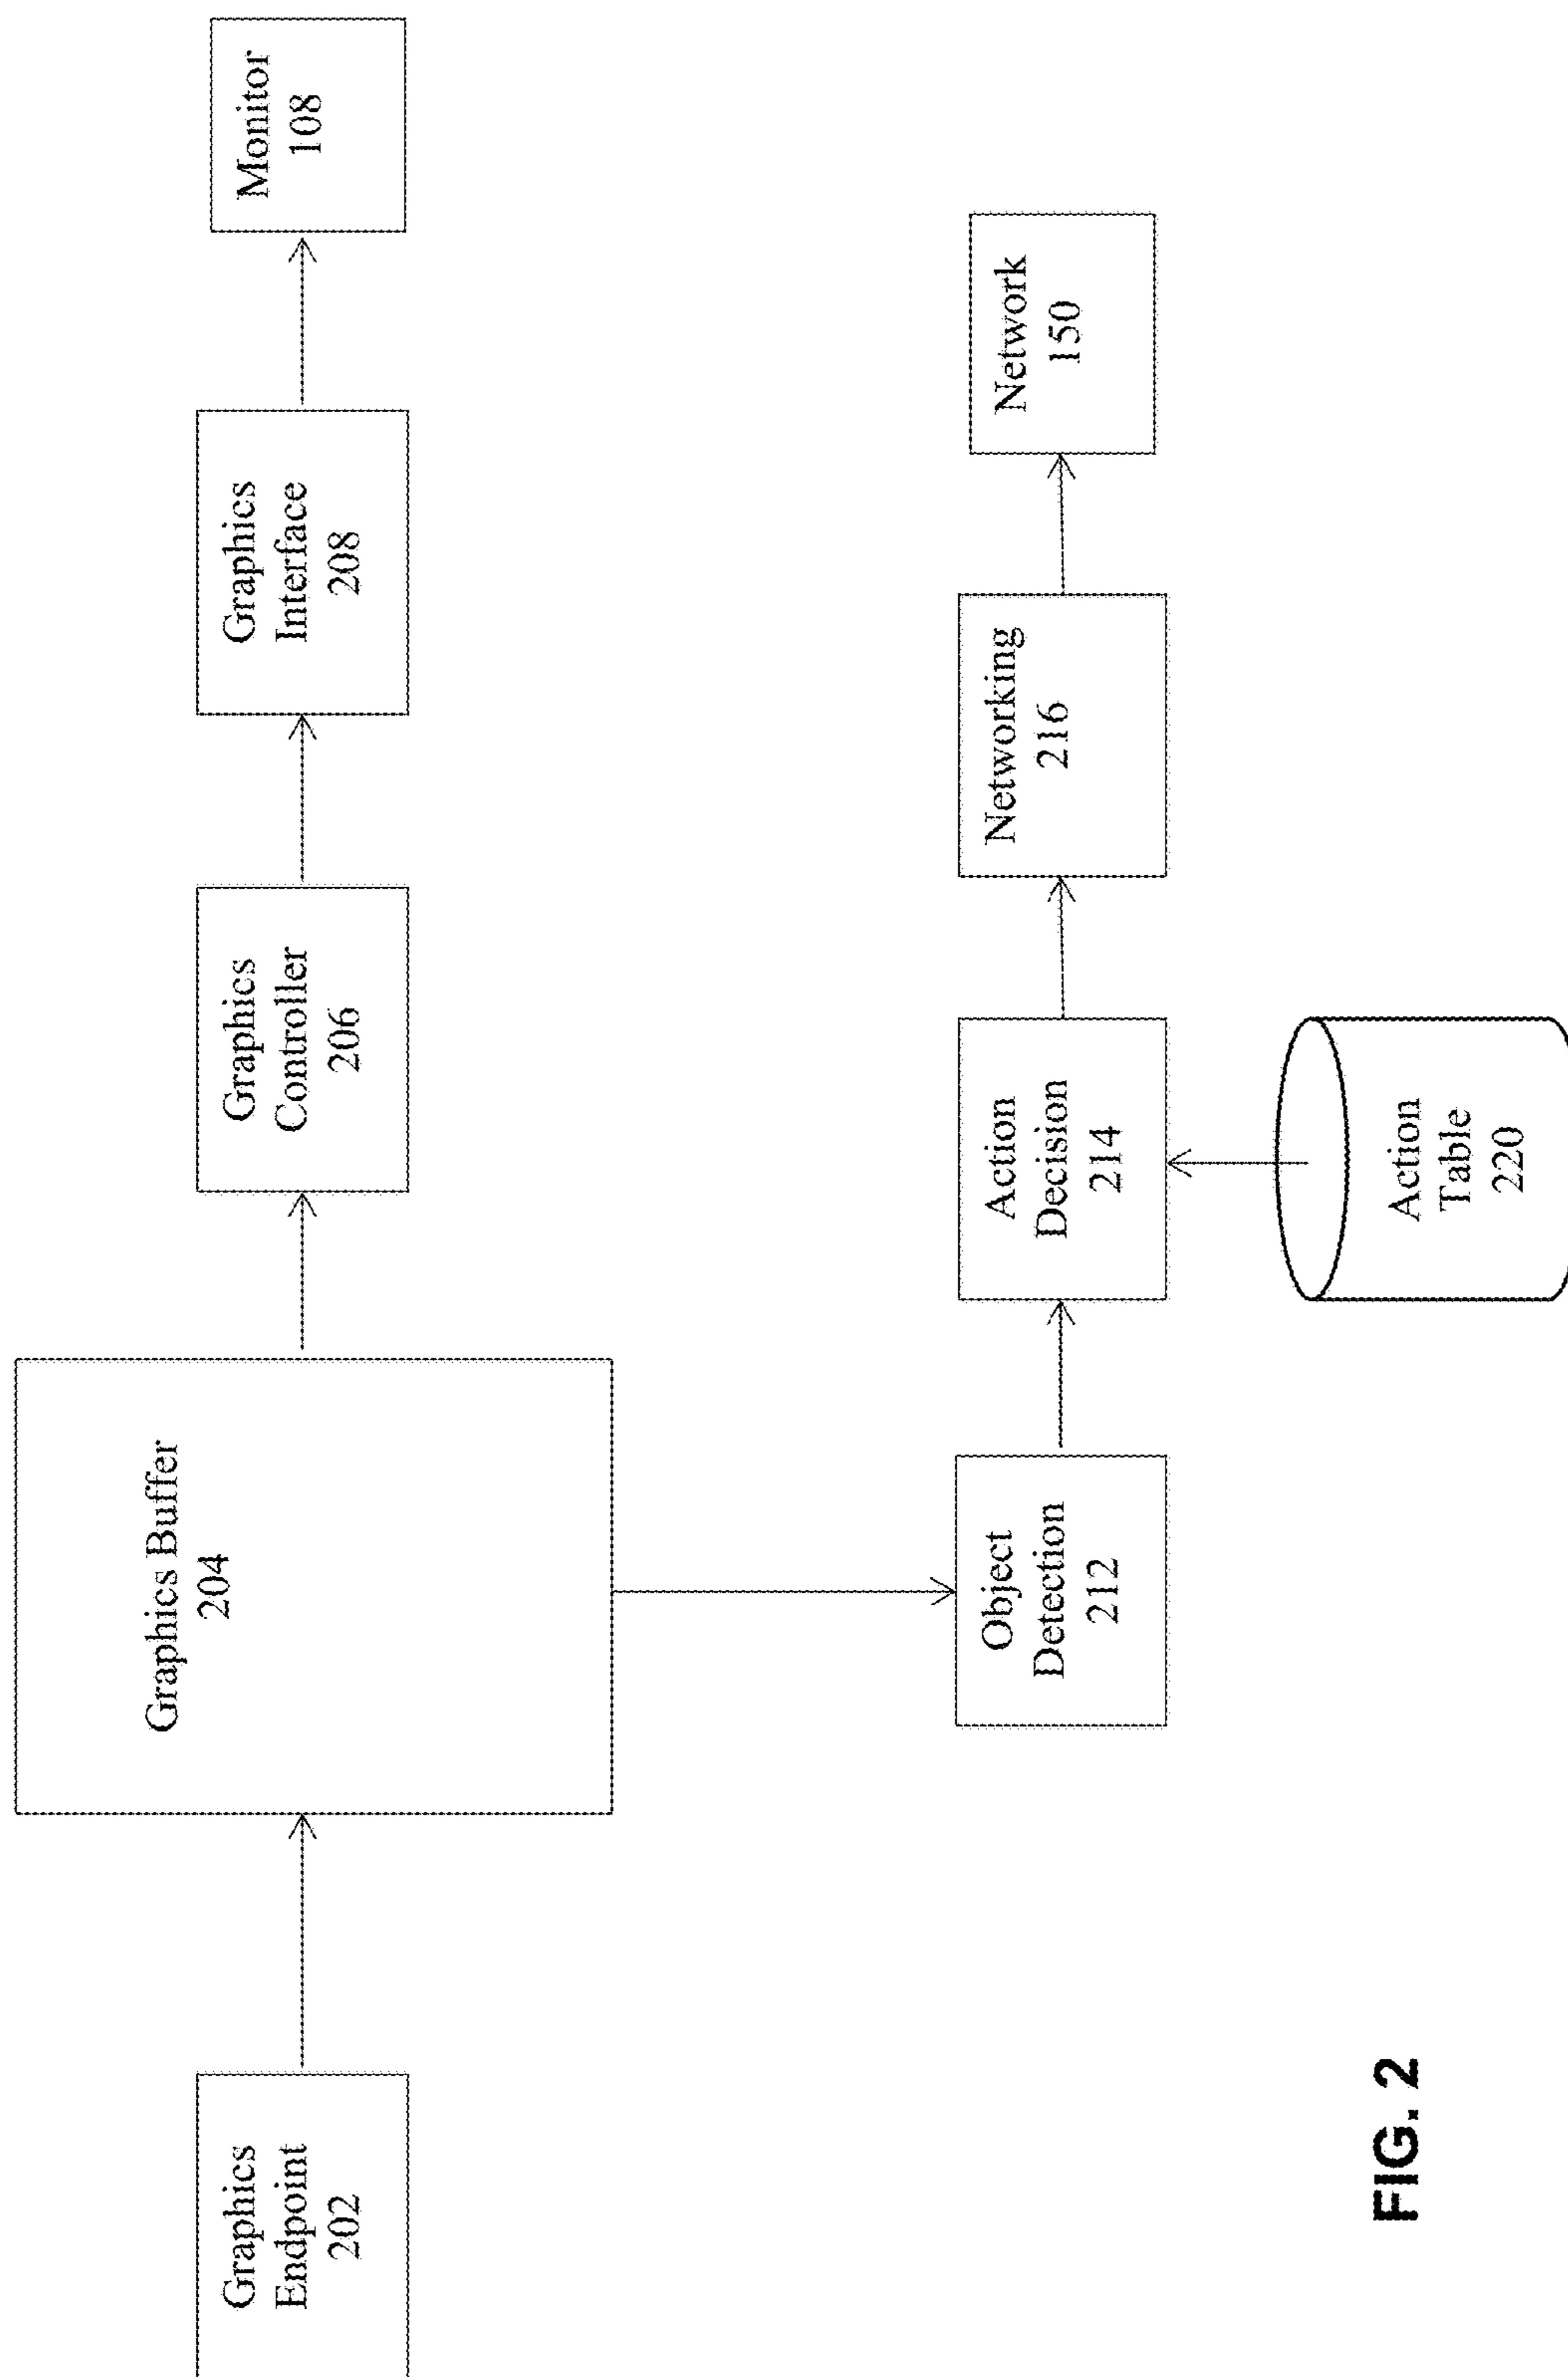 Graphics
Endpoint
202
Graphics Buffer
204
Graphics
Controller
206
Graphics
Interface
208
Monitor
108
Object
Detection
212
Action
Decision
214
Networking
216
Network
150
Action
Table
220
FIG. 2